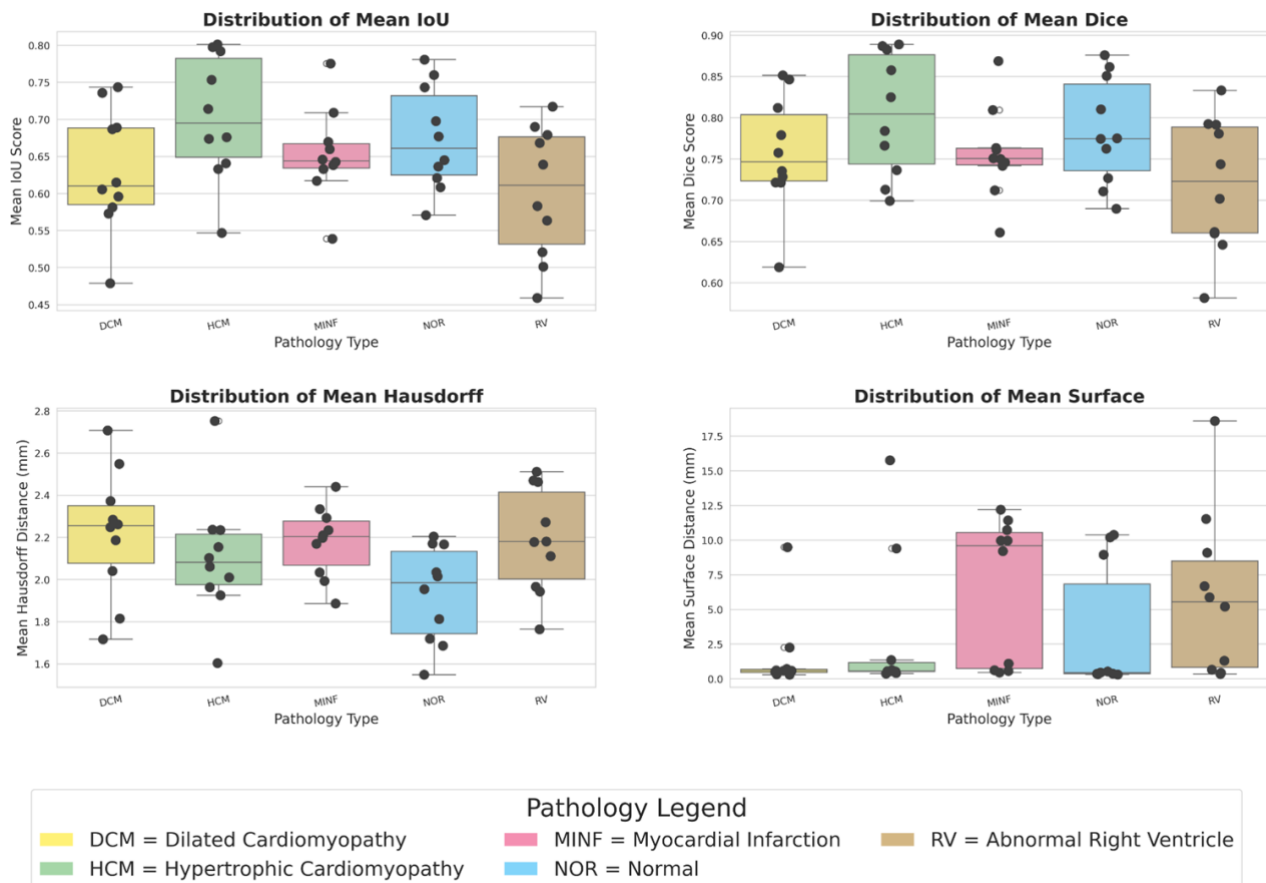 Distribution of Mean IoU
Mean IoU Score
0.80
0.75
0.70
0.65
0.60
0.55
0.50
0.45
DCM
HCM
MINF
NOR
RV
Pathology Type
Distribution of Mean Dice
Mean Dice Score
0.90
0.85
0.80
0.75
0.70
0.65
0.60
DCM
HCM
MINF
NOR
RV
Pathology Type
Distribution of Mean Hausdorff
Mean Hausdorff Distance (mm)
2.8
2.6
2.4
2.2
2.0
1.8
1.6
DCM
HCM
MINF
NOR
RV
Pathology Type
Distribution of Mean Surface
Mean Surface Distance (mm)
17.5
15.0
12.5
10.0
7.5
5.0
2.5
0.0
DCM
HCM
MINF
NOR
RV
Pathology Type
Pathology Legend
DCM = Dilated Cardiomyopathy
HCM = Hypertrophic Cardiomyopathy
MINF = Myocardial Infarction
NOR = Normal
RV = Abnormal Right Ventricle